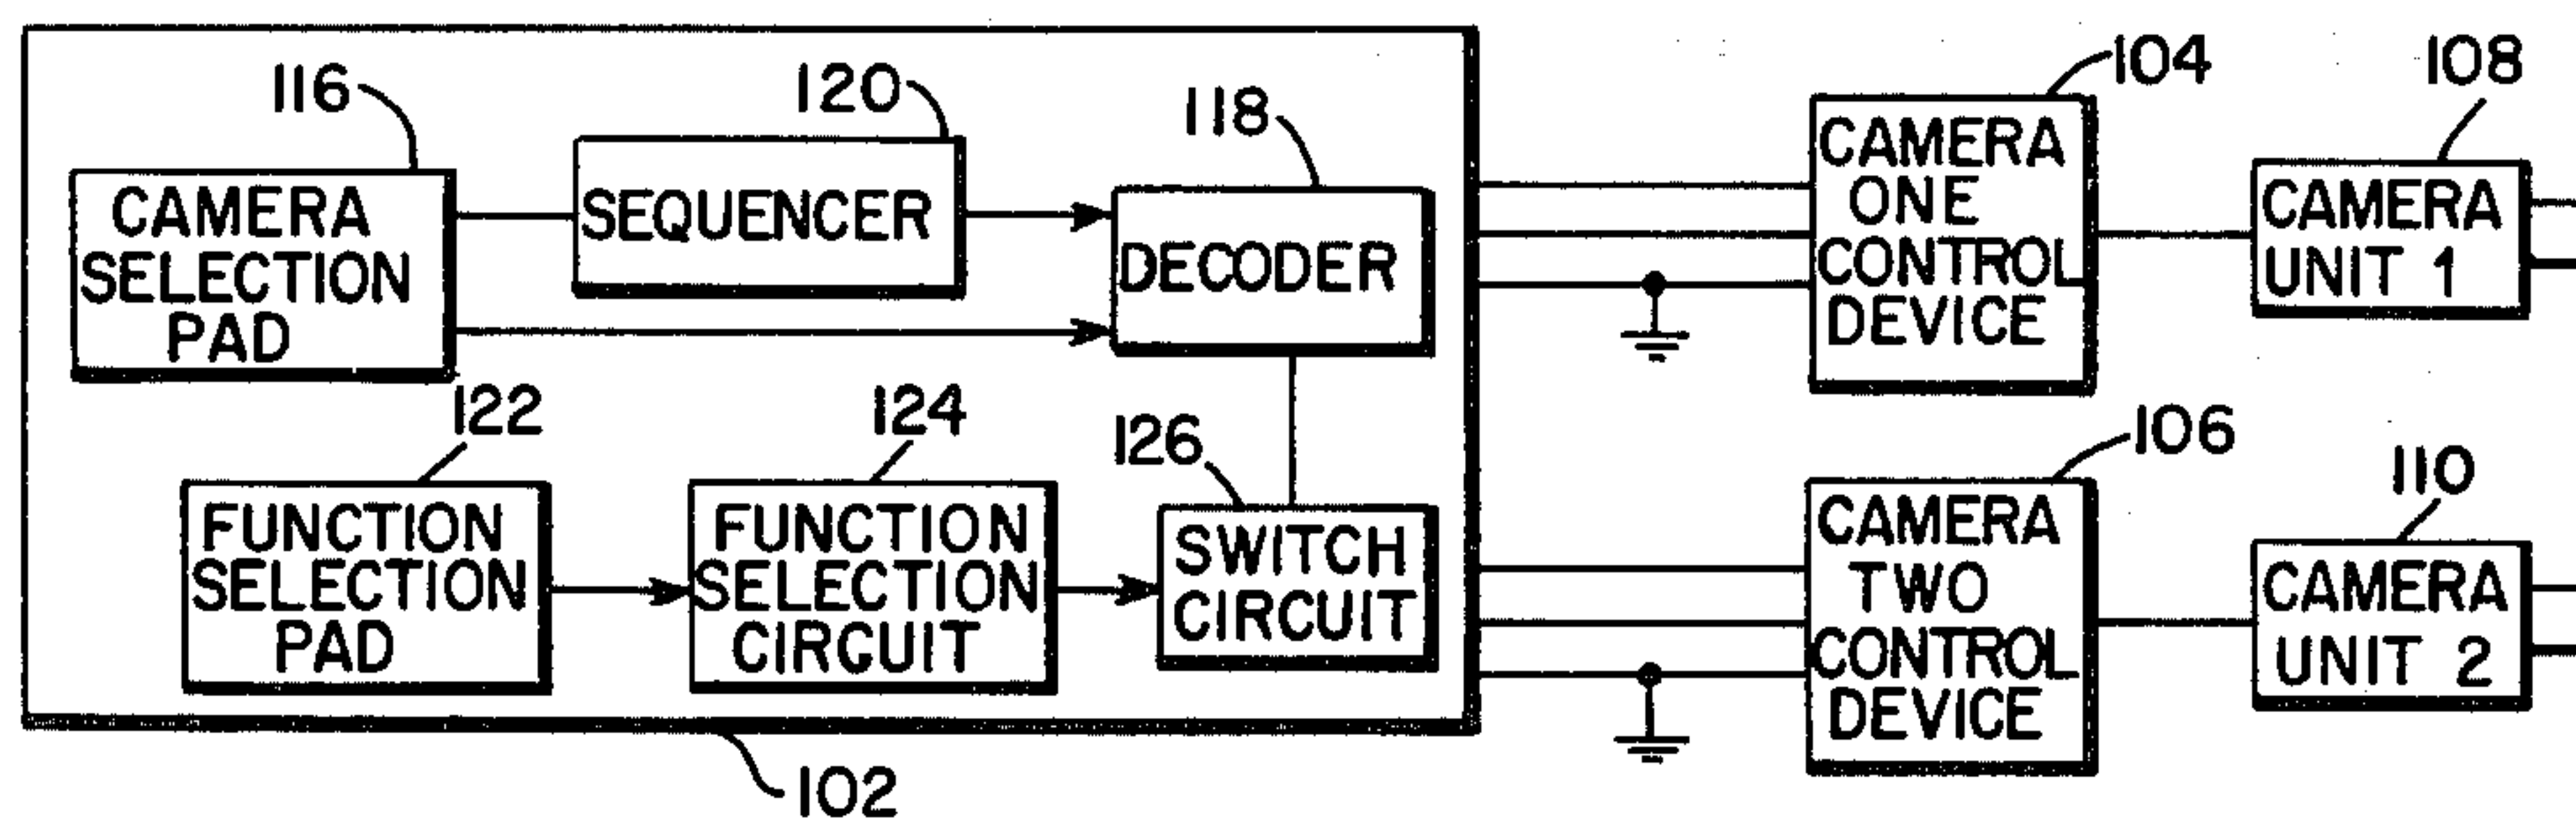 116
CAMERA
SELECTION
PAD
120
SEQUENCER
118
DECODER
122
FUNCTION
SELECTION
PAD
124
FUNCTION
SELECTION
CIRCUIT
126
SWITCH
CIRCUIT
102
104
CAMERA
ONE
CONTROL
DEVICE
108
CAMERA
UNIT 1
106
CAMERA
TWO
CONTROL
DEVICE
110
CAMERA
UNIT 2